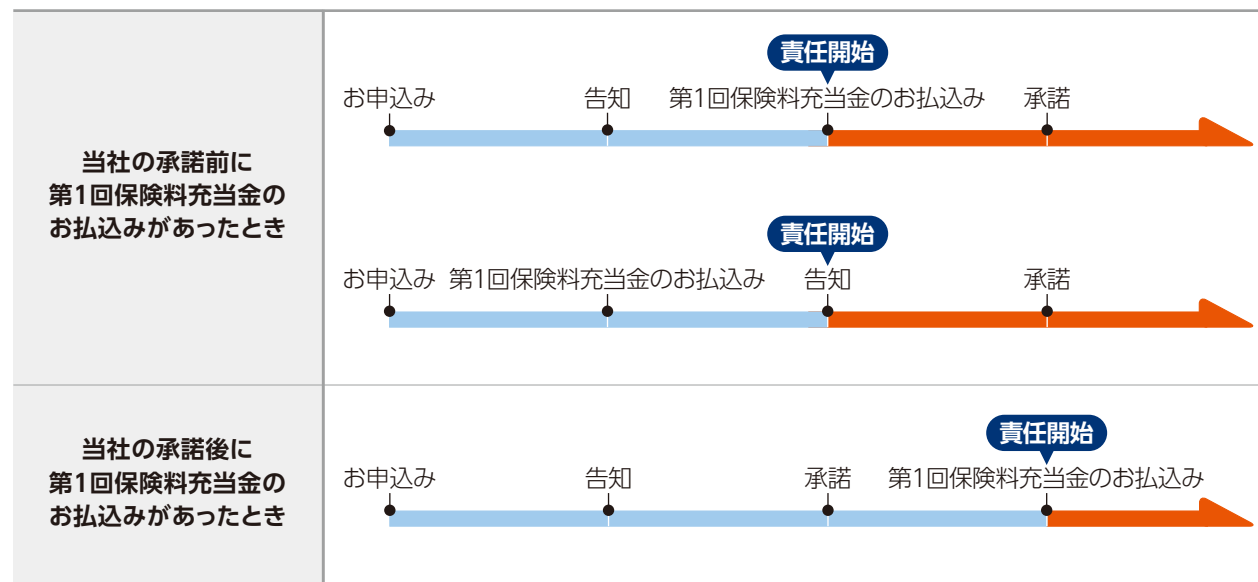 当社の承諾前に
第1回保険料充当金の
お払込みがあったとき
責任開始
お申込み 告知 第1回保険料充当金のお払込み 承諾
責任開始
お申込み 第1回保険料充当金のお払込み 告知 承諾
当社の承諾後に
第1回保険料充当金の
お払込みがあったとき
責任開始
お申込み 告知 承諾 第1回保険料充当金のお払込み